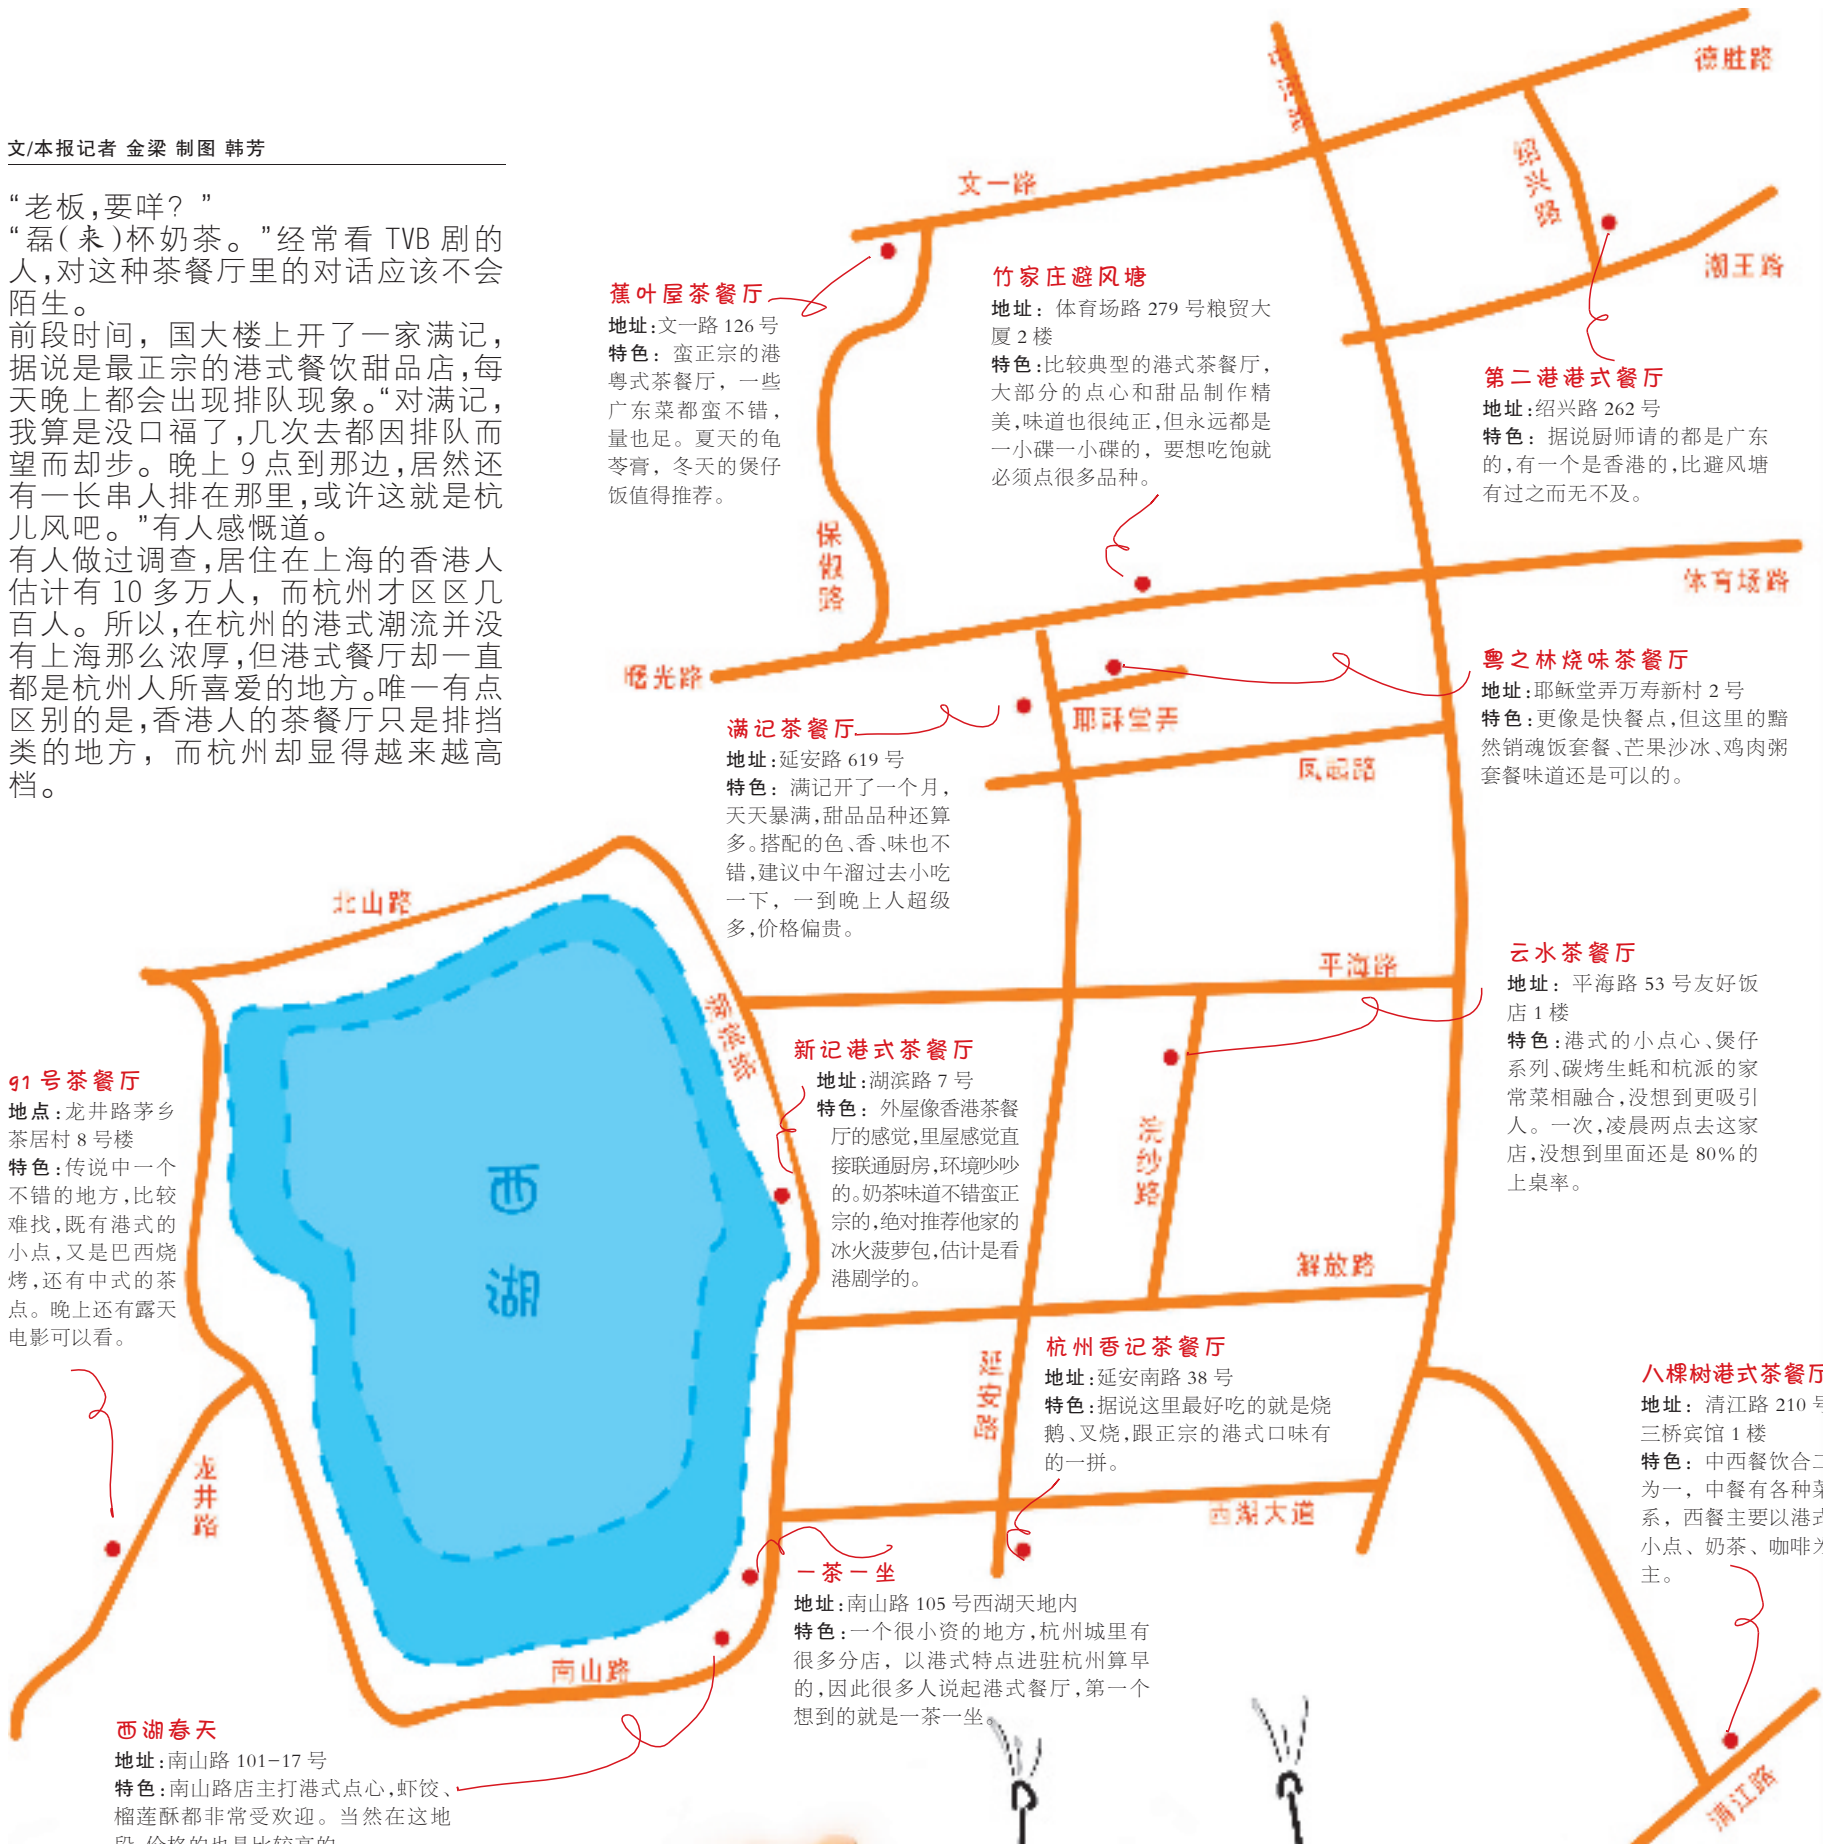 文/本报记者 金梁 制图 韩芳
“老板,要咩？”
“磊(来)杯奶茶。”经常看 TVB 剧的
人,对这种茶餐厅里的对话应该不会
陌生。
前段时间，国大楼上开了一家满记，
据说是最正宗的港式餐饮甜品店,每
天晚上都会出现排队现象。“对满记，
我算是没口福了,几次去都因排队而
望而却步。晚上 9 点到那边,居然还
有一长串人排在那里,或许这就是杭
儿风吧。”有人感慨道。
有人做过调查,居住在上海的香港人
估计有 10 多万人，而杭州才区区几
百人。所以,在杭州的港式潮流并没
有上海那么浓厚,但港式餐厅却一直
都是杭州人所喜爱的地方。唯一有点
区别的是,香港人的茶餐厅只是排挡
类的地方，而杭州却显得越来越高
档。
德胜路
绍兴路
文一路
潮王路
蕉叶屋茶餐厅
地址:文一路 126 号
特色：蛮正宗的港
粤式茶餐厅，一些
广东菜都蛮不错，
量也足。夏天的龟
苓膏，冬天的煲仔
饭值得推荐。
竹家庄避风塘
地址：体育场路 279 号粮贸大
厦 2 楼
特色:比较典型的港式茶餐厅，
大部分的点心和甜品制作精
美,味道也很纯正,但永远都是
一小碟一小碟的，要想吃饱就
必须点很多品种。
第二港港式餐厅
地址:绍兴路 262 号
特色：据说厨师请的都是广东
的,有一个是香港的,比避风塘
有过之而无不及。
保俶路
体育场路
曙光路
粤之林烧味茶餐厅
地址:耶稣堂弄万寿新村 2 号
特色:更像是快餐点,但这里的黯
然销魂饭套餐、芒果沙冰、鸡肉粥
套餐味道还是可以的。
耶稣堂弄
凤起路
满记茶餐厅
地址:延安路 619 号
特色：满记开了一个月，
天天暴满,甜品品种还算
多。搭配的色、香、味也不
错,建议中午溜过去小吃
一下，一到晚上人超级
多,价格偏贵。
北山路
平海路
云水茶餐厅
地址：平海路 53 号友好饭
店 1 楼
特色:港式的小点心、煲仔
系列、碳烤生蚝和杭派的家
常菜相融合,没想到更吸引
人。一次,凌晨两点去这家
店,没想到里面还是 80%的
上桌率。
新记港式茶餐厅
地址:湖滨路 7 号
特色：外屋像香港茶餐
厅的感觉,里屋感觉直
接联通厨房,环境吵吵
的。奶茶味道不错蛮正
宗的,绝对推荐他家的
冰火菠萝包,估计是看
港剧学的。
91 号茶餐厅
地点:龙井路茅乡
茶居村 8 号楼
特色:传说中一个
不错的地方,比较
难找,既有港式的
小点,又是巴西烧
烤,还有中式的茶
点。晚上还有露天
电影可以看。
西湖
浣纱路
解放路
延安路
杭州香记茶餐厅
地址:延安南路 38 号
特色:据说这里最好吃的就是烧
鹅、叉烧,跟正宗的港式口味有
的一拼。
八棵树港式茶餐厅
地址：清江路 210 号
三桥宾馆 1 楼
特色：中西餐饮合二
为一，中餐有各种菜
系，西餐主要以港式
小点、奶茶、咖啡为
主。
龙井路
西湖大道
一茶一坐
地址:南山路 105 号西湖天地内
特色:一个很小资的地方,杭州城里有
很多分店，以港式特点进驻杭州算早
的,因此很多人说起港式餐厅,第一个
想到的就是一茶一坐。
南山路
西湖春天
地址:南山路 101-17 号
特色:南山路店主打港式点心,虾饺、
榴莲酥都非常受欢迎。当然在这地
段,价格的也是比较高的
清江路